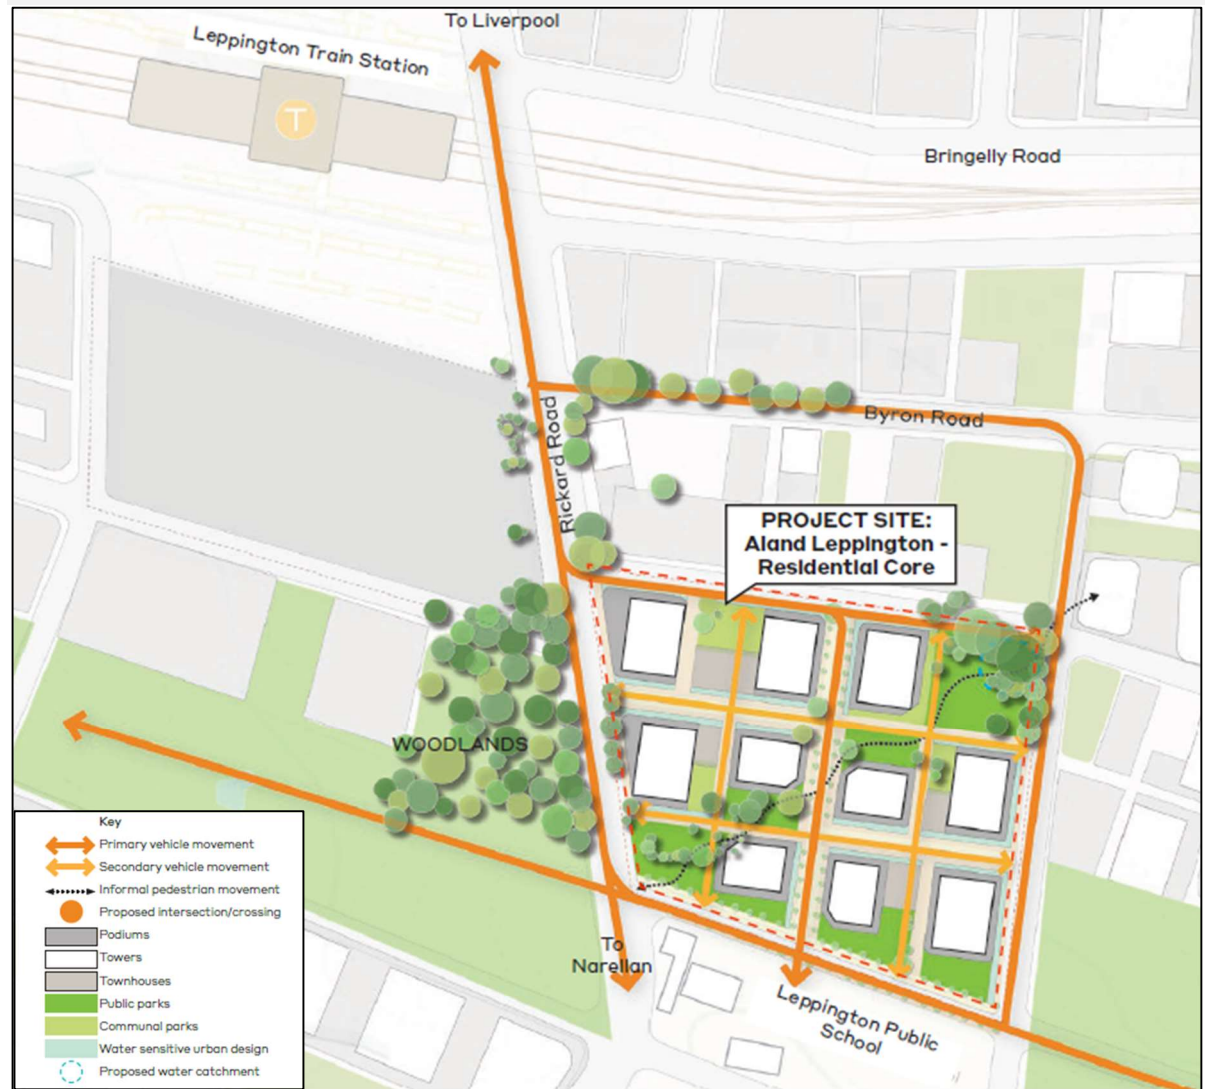 To Liverpool
Leppington Train Station
T
Bringelly Road
Byron Road
Rickard Road
PROJECT SITE:
Aland Leppington -
Residential Core
WOODLANDS
To
Narellan
Leppington Public
School
Key
Primary vehicle movement
Secondary vehicle movement
Informal pedestrian movement
Proposed intersection/crossing
Podiums
Towers
Townhouses
Public parks
Communal parks
Water sensitive urban design
Proposed water catchment